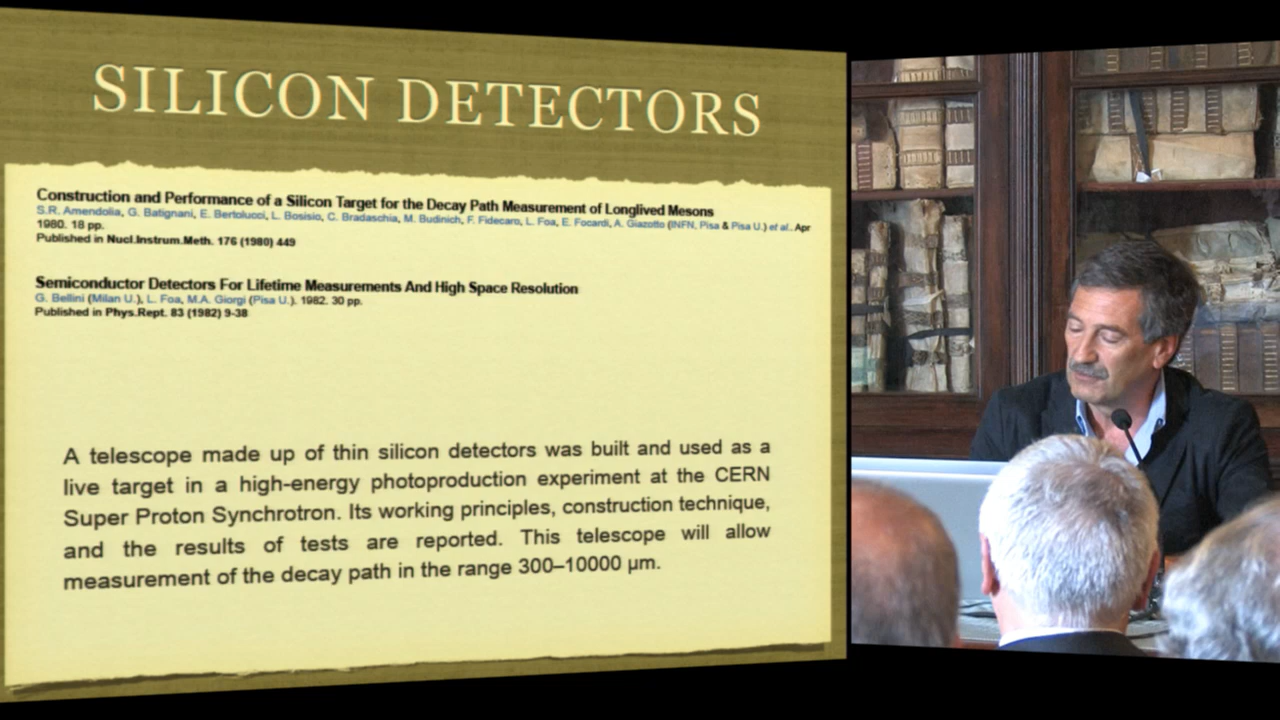 SILICON DETECTORS
Construction and Performance of a Silicon Target for the Decay Path Measurement of Longlived Mesons
S.R. Amendolia, G. Batignani, E. Bertolucci, L. Bosisio, C. Bradaschia, M. Budinich, F. Fidecaro, L. Foa, E. Focardi, A. Giazotto (INFN, Pisa & Pisa U.) et al.. Apr
1980. 18 pp.
Published in Nucl.Instrum.Meth. 176 (1980) 449
Semiconductor Detectors For Lifetime Measurements And High Space Resolution
G. Bellini (Milan U.), L. Foa, M.A. Giorgi (Pisa U.). 1982. 30 pp.
Published in Phys.Rept. 83 (1982) 9-38
A telescope made up of thin silicon detectors was built and used as a
live target in a high-energy photoproduction experiment at the CERN
Super Proton Synchrotron. Its working principles, construction technique,
and the results of tests are reported. This telescope will allow
measurement of the decay path in the range 300–10000 μm.